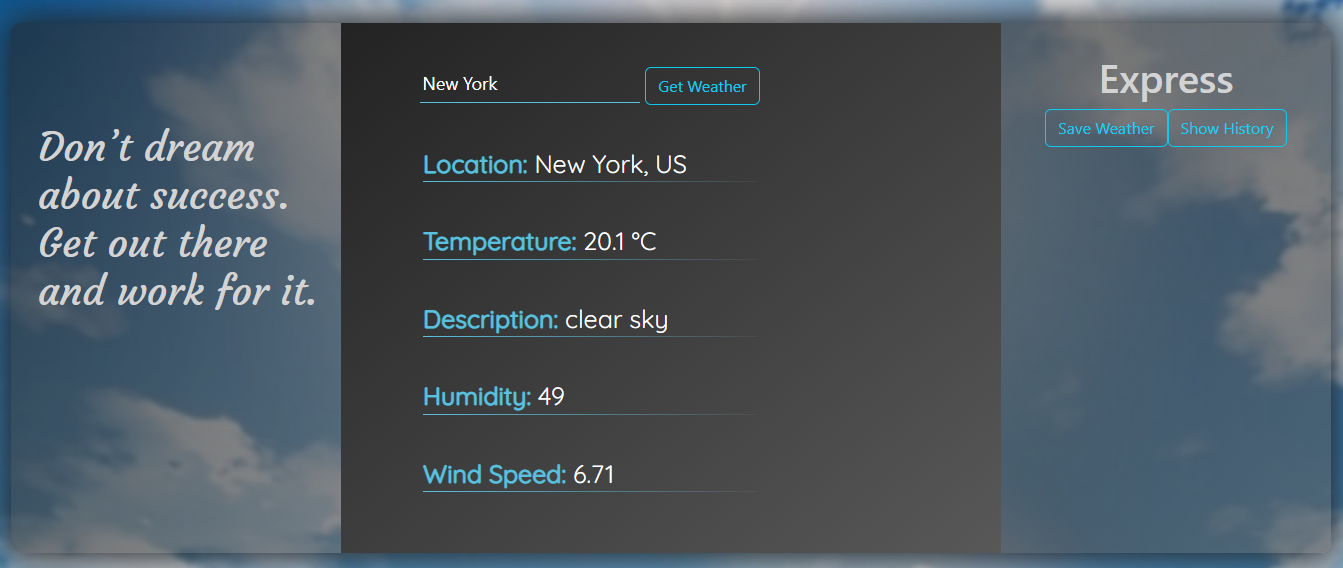 Don’t dream
about success.
Get out there
and work for it.
New York
Get Weather
Location: New York, US
Temperature: 20.1 °C
Description: clear sky
Humidity: 49
Wind Speed: 6.71
Express
Save Weather Show History